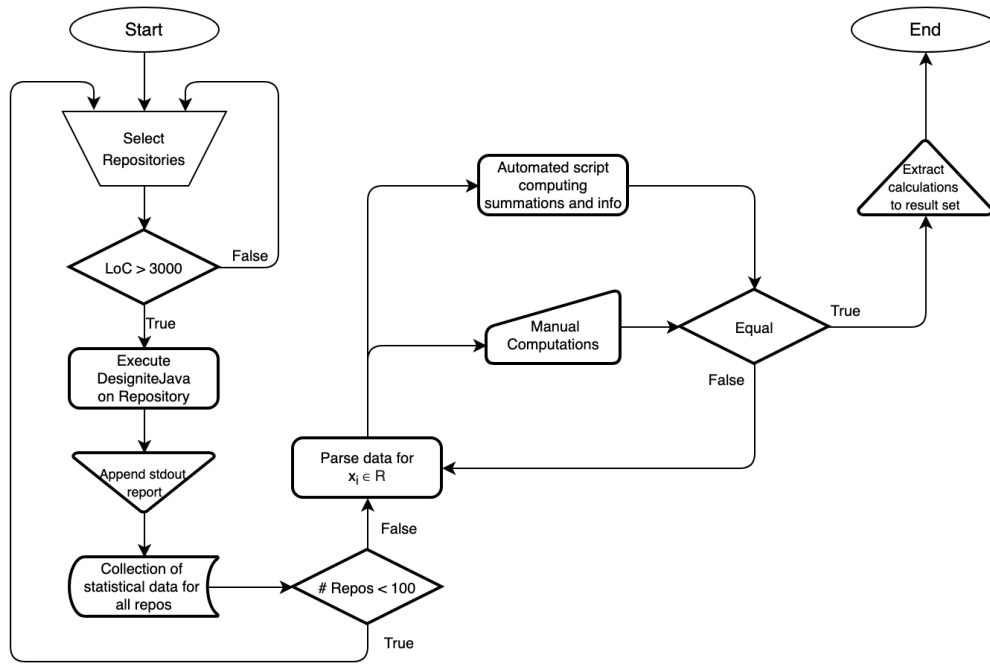 Start
End
Select
Repositories
LoC > 3000
False
True
Execute
DesigniteJava
on Repository
Append stdout
report
Collection of
statistical data for
all repos
# Repos < 100
True
False
Parse data for
xᵢ ∈ R
Automated script
computing
summations and info
Manual
Computations
Equal
True
False
Extract
calculations
to result set